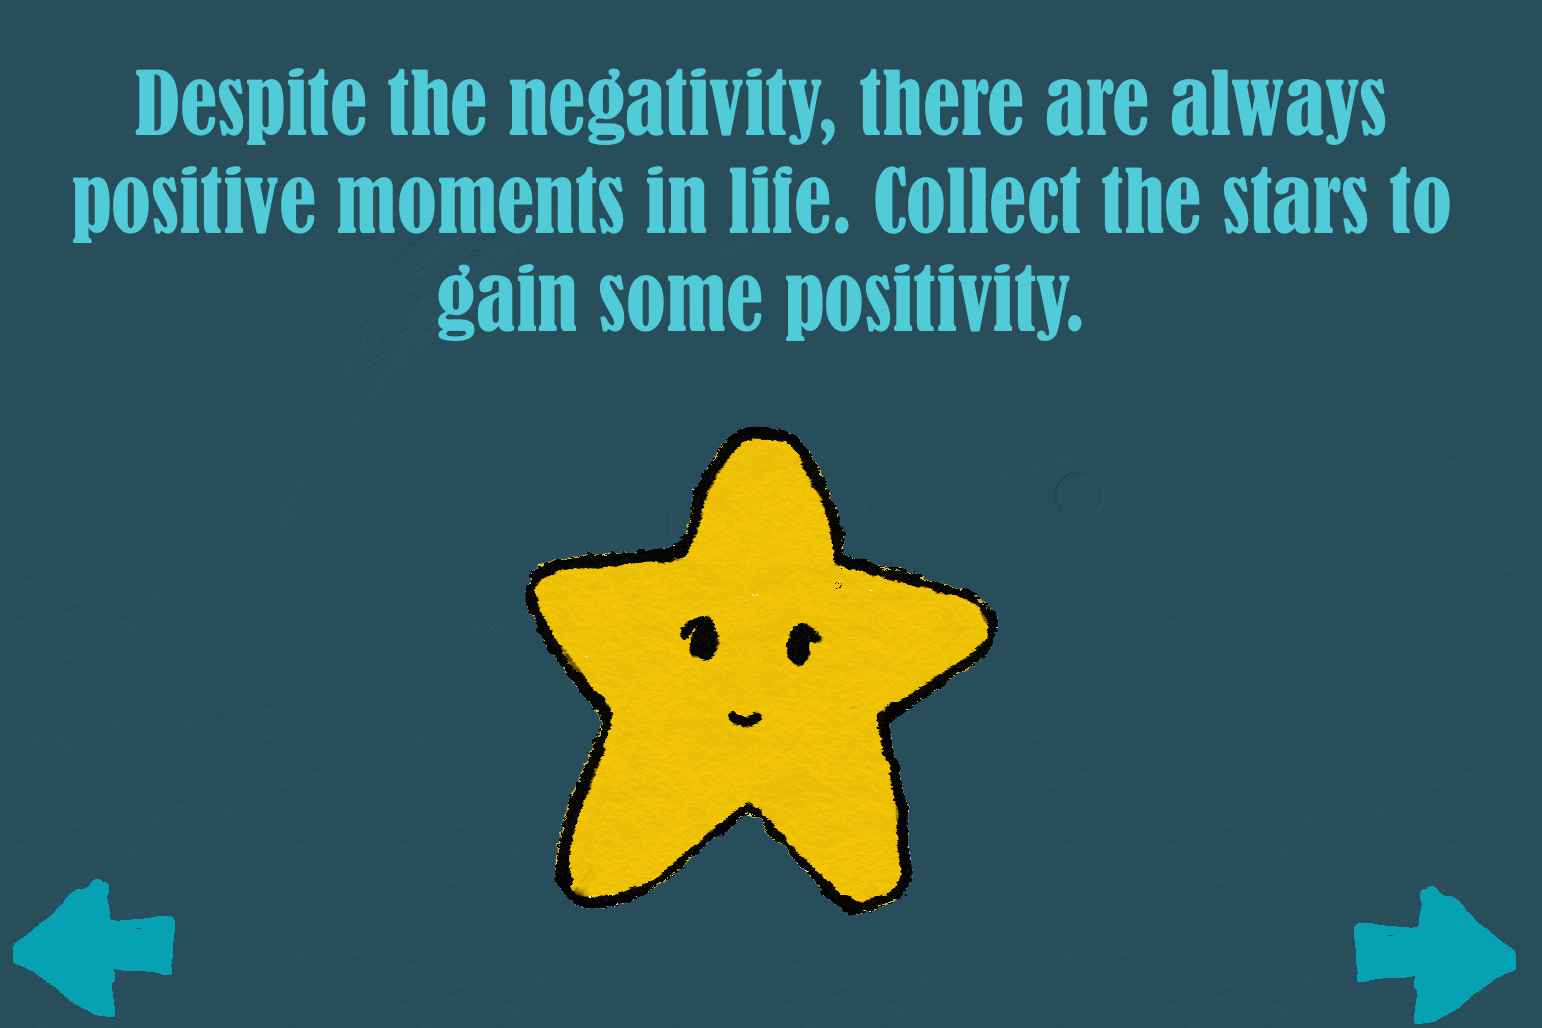 Despite the negativity, there are always
positive moments in life. Collect the stars to
gain some positivity.